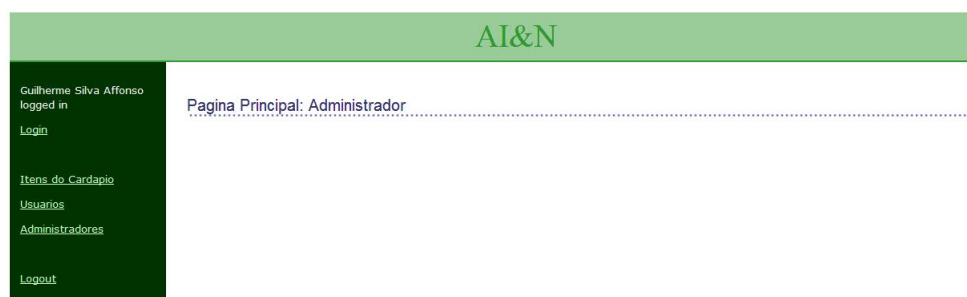 AI&N
Guilherme Silva Affonso
logged in
Login
Itens do Cardapio
Usuarios
Administradores
Logout
Pagina Principal: Administrador